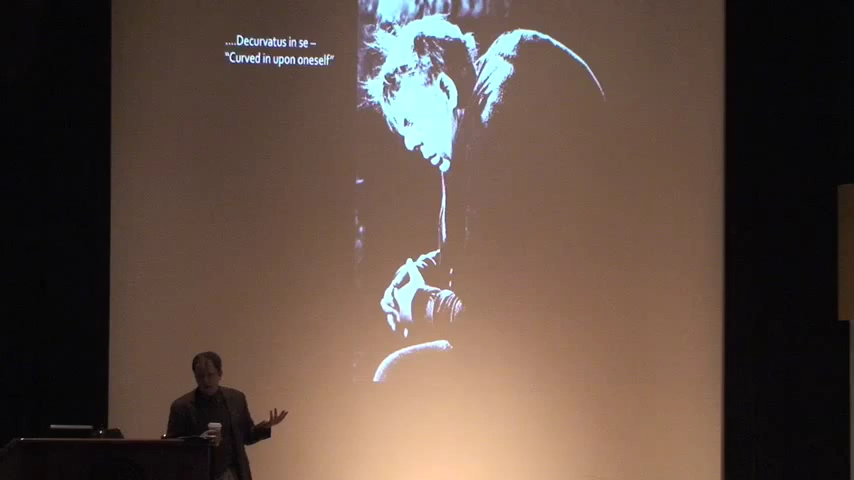 ....Decurvatus in se –
"Curved in upon oneself"